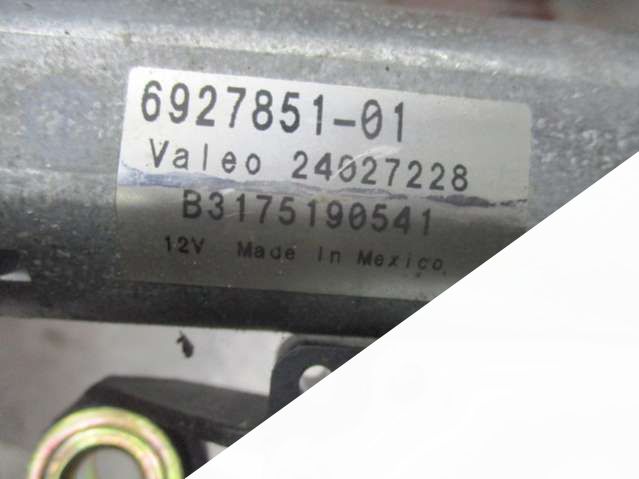 6927851-01
Valeo 24027228
B3175190541
12V Made In Mexico